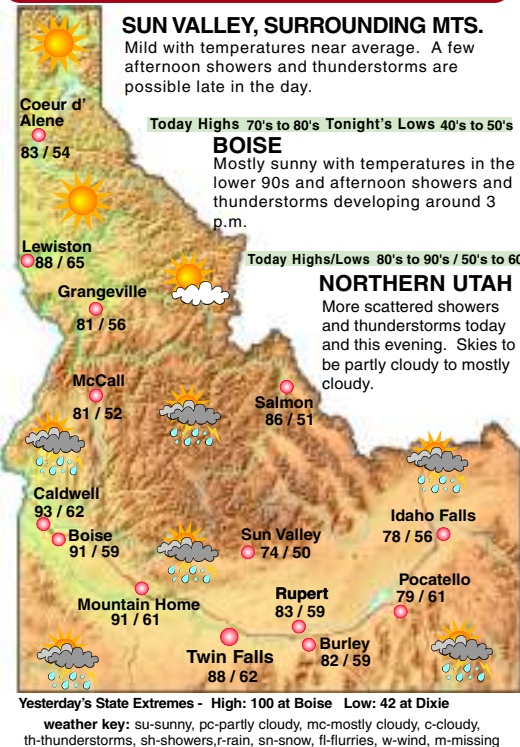 SUN VALLEY, SURROUNDING MTS.
Mild with temperatures near average. A few
afternoon showers and thunderstorms are
possible late in the day.
Today Highs 70's to 80's Tonight's Lows 40's to 50's
BOISE
Mostly sunny with temperatures in the
lower 90s and afternoon showers and
thunderstorms developing around 3
p.m.
Today Highs/Lows 80's to 90's / 50's to 60
NORTHERN UTAH
More scattered showers
and thunderstorms today
and this evening. Skies to
be partly cloudy to mostly
cloudy.
Coeur d'
Alene
83 / 54
Lewiston
88 / 65
Grangeville
81 / 56
McCall
81 / 52
Salmon
86 / 51
Caldwell
93 / 62
Boise
91 / 59
Sun Valley
74 / 50
Idaho Falls
78 / 56
Mountain Home
91 / 61
Rupert
83 / 59
Pocatello
79 / 61
Twin Falls
88 / 62
Burley
82 / 59
Yesterday's State Extremes - High: 100 at Boise Low: 42 at Dixie
weather key: su-sunny, pc-partly cloudy, mc-mostly cloudy, c-cloudy,
th-thunderstorms, sh-showers,r-rain, sn-snow, fl-flurries, w-wind, m-missing